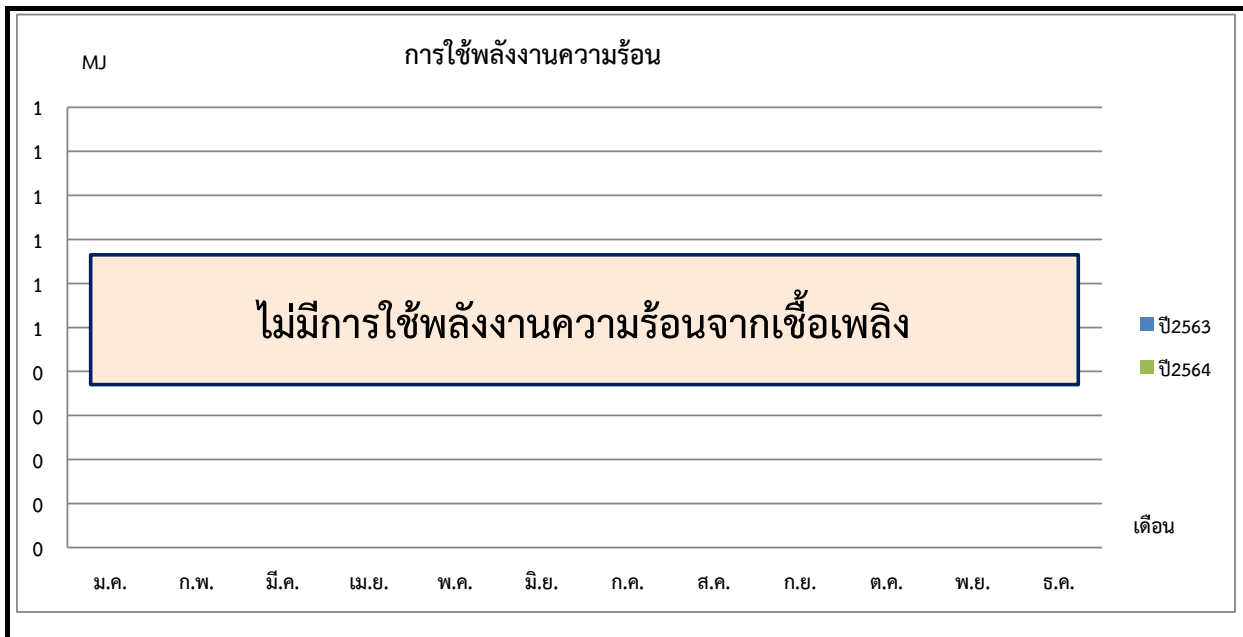 การใช้พลังงานความร้อน
MJ
1
1
1
1
1
1
0
0
0
0
0
ไม่มีการใช้พลังงานความร้อนจากเชื้อเพลิง
ปี2563
ปี2564
เดือน
ม.ค. ก.พ. มี.ค. เม.ย. พ.ค. มิ.ย. ก.ค. ส.ค. ก.ย. ต.ค. พ.ย. ธ.ค.